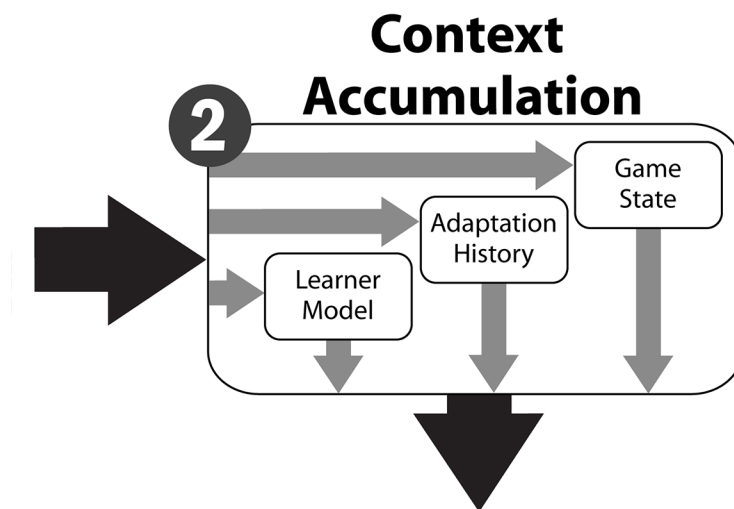 Context
Accumulation
2
Game
State
Adaptation
History
Learner
Model